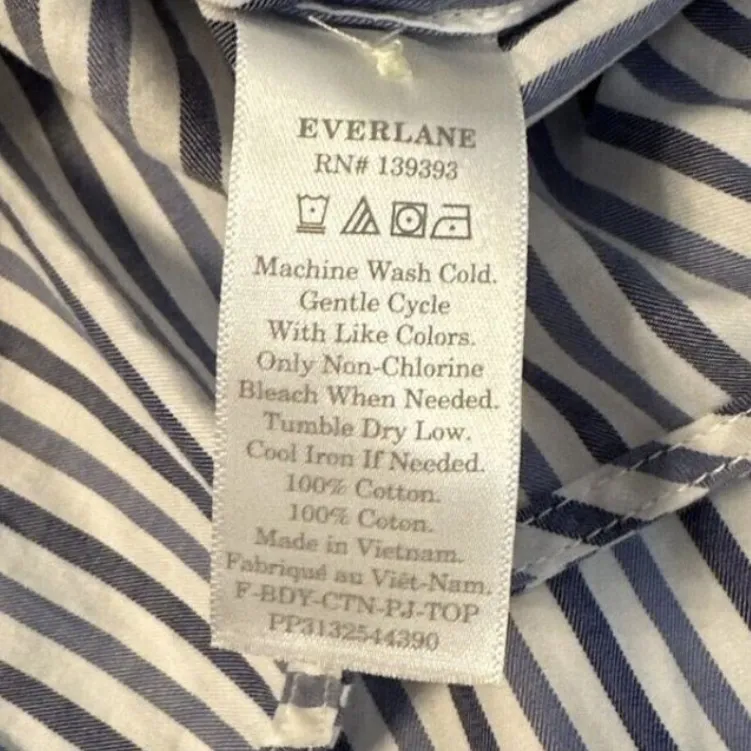 EVERLANE
RN# 139393
Machine Wash Cold.
Gentle Cycle
With Like Colors.
Only Non-Chlorine
Bleach When Needed.
Tumble Dry Low.
Cool Iron If Needed.
100% Cotton.
100% Coton.
Made in Vietnam.
Fabriqué au Viêt-Nam.
F-BDY-CTN-PJ-TOP
PP3132544390